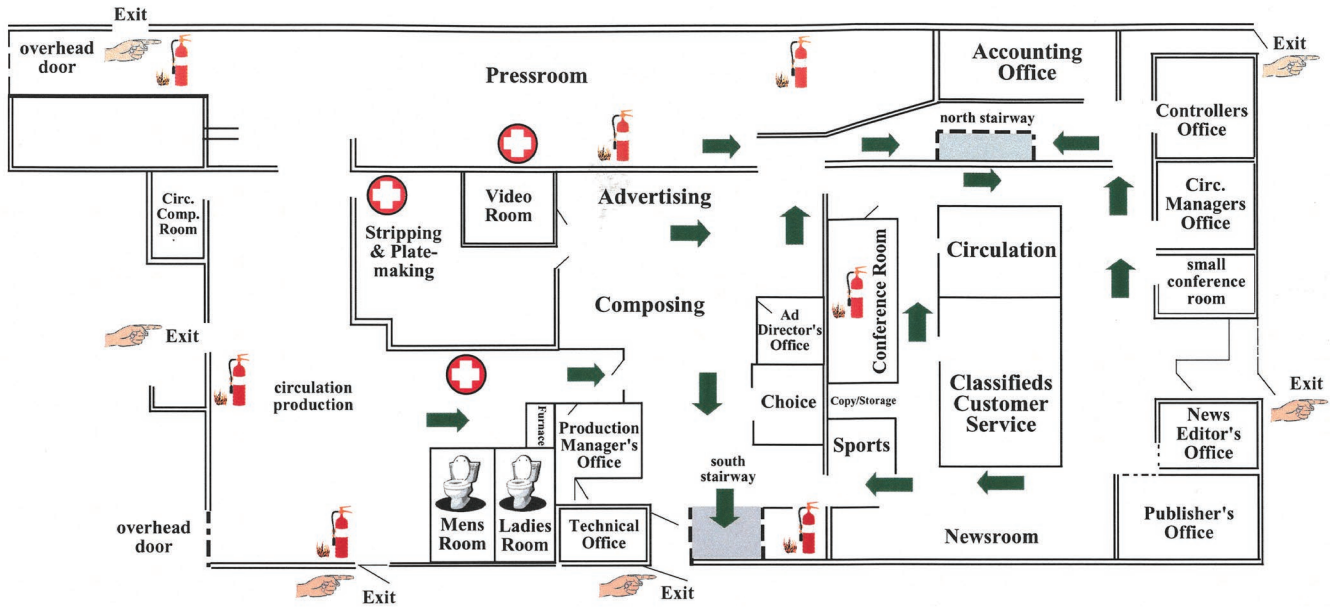 Exit
overhead
door
Pressroom
Accounting
Office
Exit
Controllers
Office
north stairway
Circ.
Comp.
Room
Video
Room
Advertising
Stripping
& Plate-
making
Circulation
Circ.
Managers
Office
small
conference
room
Conference Room
Composing
Exit
Ad
Director's
Office
circulation
production
Choice
Copy/Storage
Classifieds
Customer
Service
Exit
Furnace
Production
Manager's
Office
Sports
News
Editor's
Office
south
stairway
overhead
door
Mens
Room
Ladies
Room
Technical
Office
Newsroom
Publisher's
Office
Exit
Exit